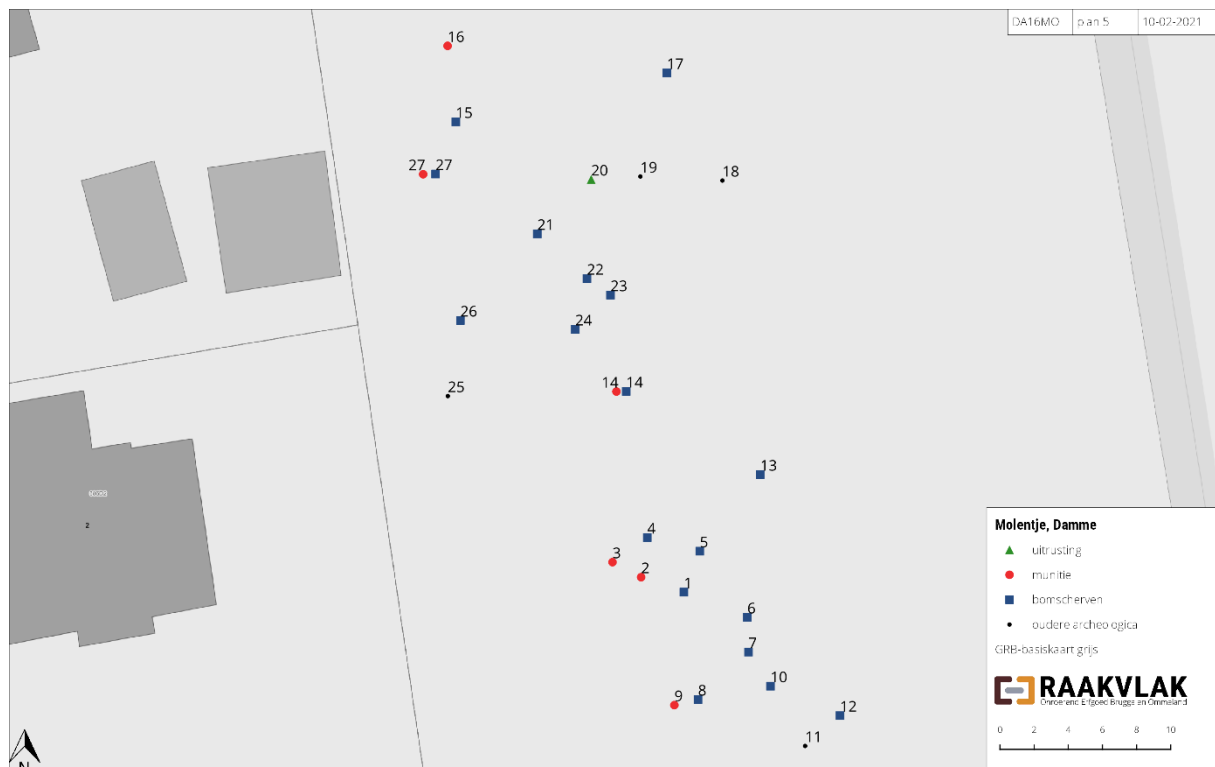 DA16MO plan 5 10-02-2021
16
17
15
27 27
20 19 18
21
22
23
26 24
25 14 14
13
4
5
3
2
1
6
7
10
9 8
12
11
2
Molentje, Damme
uitrusting
munitie
bomscherven
oudere archeologica
GRB-basiskaart grijs
RAAKVLAK
Onroerend Erfgoed Brugge en Ommeland
0 2 4 6 8 10
N